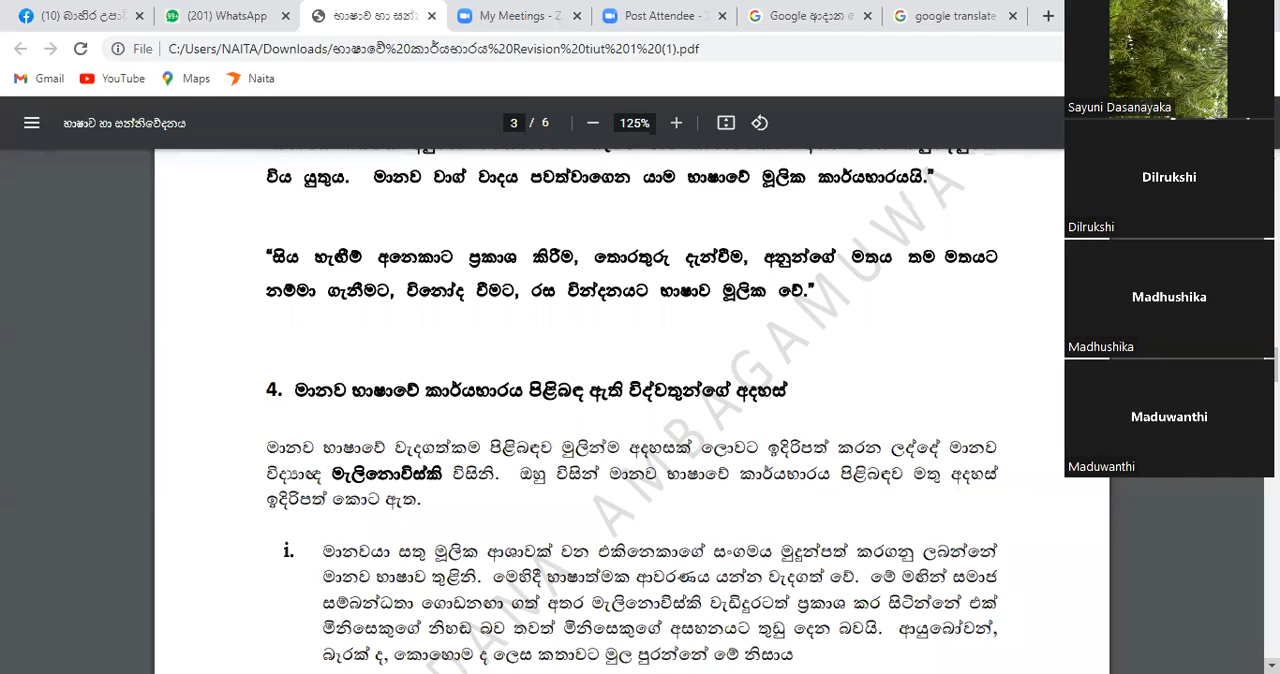 (10) බාහිර උපාධි
(201) WhatsApp
භාෂාව හා සන්නි
My Meetings - Z
Post Attendee -
Google ආදාන
google translate
File C:/Users/NAITA/Downloads/භාෂාවේ%20කාර්යභාරය%20Revision%20tiut%201%20(1).pdf
Gmail YouTube Maps Naita
භාෂාව හා සන්නිවේදනය 3 / 6 125%
විය යුතුය. මානව වාග් වාදය පවත්වාගෙන යාම භාෂාවේ මූලික කාර්යභාරයයි.”
“සිය හැඟීම් අනෙකාට ප්‍රකාශ කිරීම, තොරතුරු දැන්වීම, අනුන්ගේ මතය තම මතයට
නම්මා ගැනීමට, විනෝද වීමට, රස වින්දනයට භාෂාව මූලික වේ.”
4. මානව භාෂාවේ කාර්යභාරය පිළිබඳ ඇති විද්වතුන්ගේ අදහස්
මානව භාෂාවේ වැදගත්කම පිළිබඳව මුලින්ම අදහසක් ලොවට ඉදිරිපත් කරන ලද්දේ මානව
විද්‍යාඥ මැලිනොවිස්කි විසිනි. ඔහු විසින් මානව භාෂාවේ කාර්යභාරය පිළිබඳව මතු අදහස්
ඉදිරිපත් කොට ඇත.
i. මානවයා සතු මූලික ආශාවක් වන එකිනෙකාගේ සංගමය මුදුන්පත් කරගනු ලබන්නේ
මානව භාෂාව තුළිනි. මෙහිදී භාෂාත්මක ආවරණය යන්න වැදගත් වේ. මේ මඟින් සමාජ
සම්බන්ධතා ගොඩනඟා ගත් අතර මැලිනොවිස්කි වැඩිදුරටත් ප්‍රකාශ කර සිටින්නේ එක්
මිනිසෙකුගේ නිහඬ බව තවත් මිනිසෙකුගේ අසහනයට තුඩු දෙන බවයි. ආයුබෝවන්,
බෑරක් ද, කොහොම ද ලෙස කතාවට මුල පුරන්නේ මේ නිසාය
DANA AMBAGAMUWA
Sayuni Dasanayaka
Dilrukshi
Dilrukshi
Madhushika
Madhushika
Maduwanthi
Maduwanthi